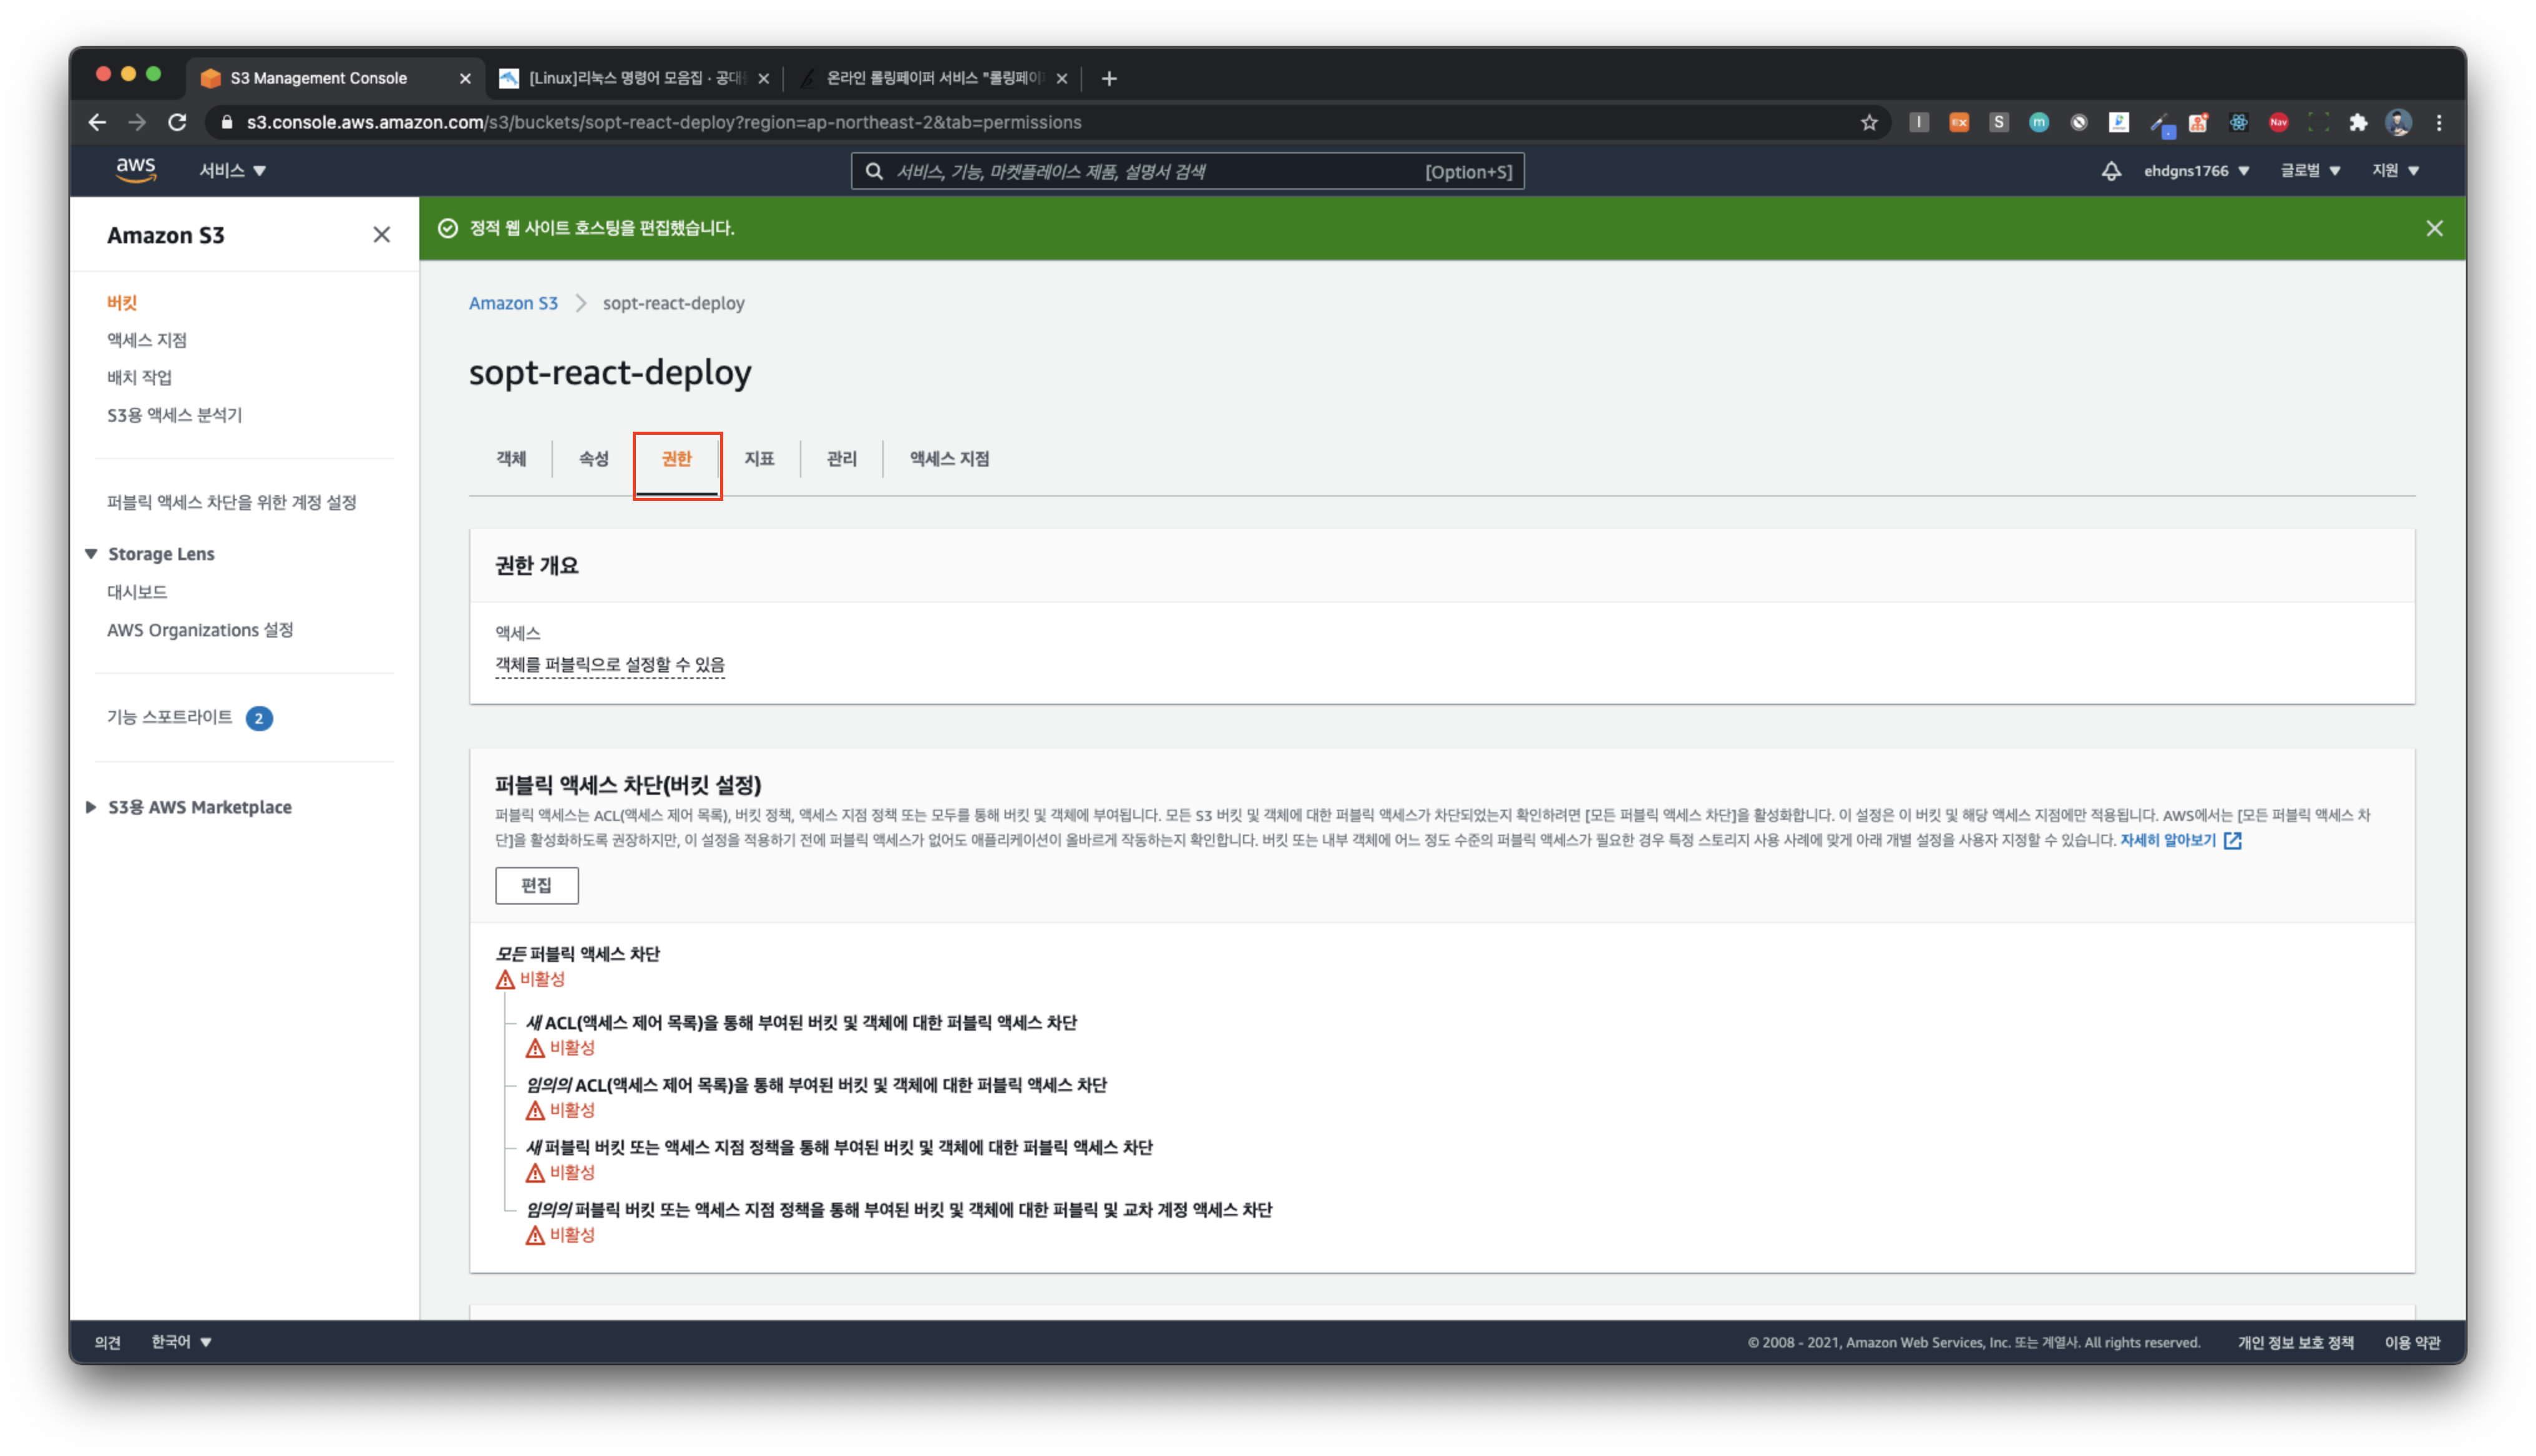 S3 Management Console
[Linux]리눅스 명령어 모음집 · 공대
온라인 롤링페이퍼 서비스 "롤링페이
s3.console.aws.amazon.com/s3/buckets/sopt-react-deploy?region=ap-northeast-2&tab=permissions
aws
서비스
서비스, 기능, 마켓플레이스 제품, 설명서 검색
[Option+S]
ehdgns1766
글로벌
지원
Amazon S3
버킷
액세스 지점
배치 작업
S3용 액세스 분석기
퍼블릭 액세스 차단을 위한 계정 설정
Storage Lens
대시보드
AWS Organizations 설정
기능 스포트라이트 2
S3용 AWS Marketplace
정적 웹 사이트 호스팅을 편집했습니다.
Amazon S3 > sopt-react-deploy
sopt-react-deploy
객체
속성
권한
지표
관리
액세스 지점
권한 개요
액세스
객체를 퍼블릭으로 설정할 수 있음
퍼블릭 액세스 차단(버킷 설정)
퍼블릭 액세스는 ACL(액세스 제어 목록), 버킷 정책, 액세스 지점 정책 또는 모두를 통해 버킷 및 객체에 부여됩니다. 모든 S3 버킷 및 객체에 대한 퍼블릭 액세스가 차단되었는지 확인하려면 [모든 퍼블릭 액세스 차단]을 활성화합니다. 이 설정은 이 버킷 및 해당 액세스 지점에만 적용됩니다. AWS에서는 [모든 퍼블릭 액세스 차
단]을 활성화하도록 권장하지만, 이 설정을 적용하기 전에 퍼블릭 액세스가 없어도 애플리케이션이 올바르게 작동하는지 확인합니다. 버킷 또는 내부 객체에 어느 정도 수준의 퍼블릭 액세스가 필요한 경우 특정 스토리지 사용 사례에 맞게 아래 개별 설정을 사용자 지정할 수 있습니다. 자세히 알아보기
편집
모든 퍼블릭 액세스 차단
비활성
새 ACL(액세스 제어 목록)을 통해 부여된 버킷 및 객체에 대한 퍼블릭 액세스 차단
비활성
임의의 ACL(액세스 제어 목록)을 통해 부여된 버킷 및 객체에 대한 퍼블릭 액세스 차단
비활성
새 퍼블릭 버킷 또는 액세스 지점 정책을 통해 부여된 버킷 및 객체에 대한 퍼블릭 액세스 차단
비활성
임의의 퍼블릭 버킷 또는 액세스 지점 정책을 통해 부여된 버킷 및 객체에 대한 퍼블릭 및 교차 계정 액세스 차단
비활성
의견
한국어
© 2008 - 2021, Amazon Web Services, Inc. 또는 계열사. All rights reserved.
개인 정보 보호 정책
이용 약관